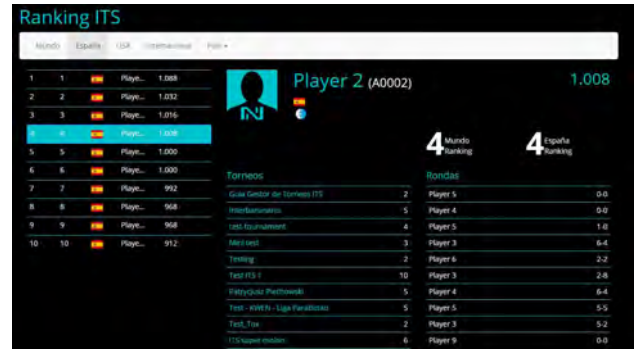 Ranking ITS
Mundo España USA Internacional País
1 1 Playe... 1.088
2 2 Playe... 1.032
3 3 Playe... 1.016
4 4 Playe... 1.008
5 5 Playe... 1.000
6 6 Playe... 1.000
7 7 Playe... 992
8 8 Playe... 968
9 9 Playe... 968
10 10 Playe... 912
Player 2 (A0002) 1.008
N
4 Mundo Ranking
4 España Ranking
Torneos
Guia Gestor de Torneos ITS 2
Interbanzarins 5
test tournament 4
Mini test 3
Testing 2
Test ITS 1 10
Patryqiusz Piechowski 5
Test - KWEN - Liga 5
Test_Tox 2
ITS super molon 6
Rondas
Player 5 0-0
Player 4 0-0
Player 5 1-0
Player 3 6-4
Player 6 2-2
Player 3 2-8
Player 4 6-4
Player 5 5-5
Player 3 5-2
Player 9 0-0